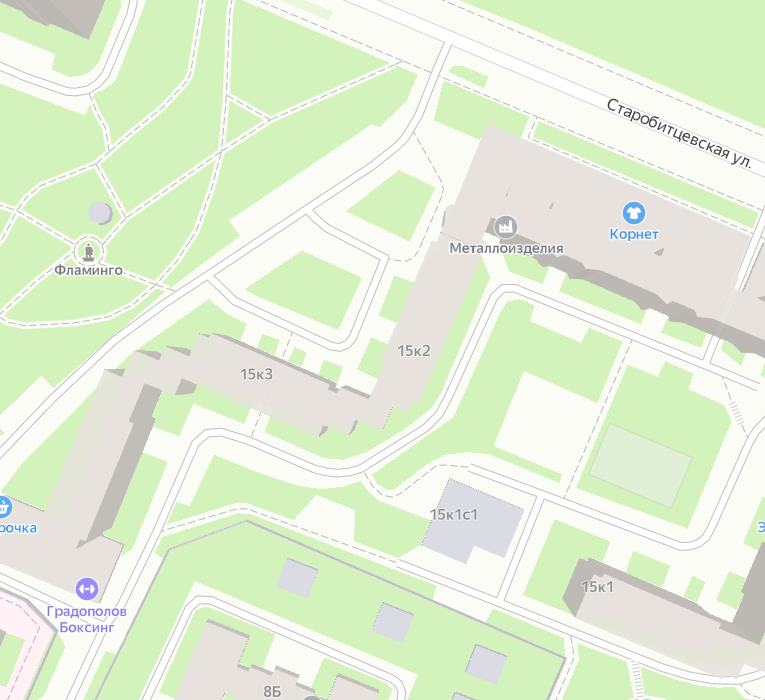 Старобитцевская ул.
Корнет
Металлоизделия
Фламинго
15к2
15к3
15к1с1
рочка
Э
15к1
Градополов
Боксинг
8Б